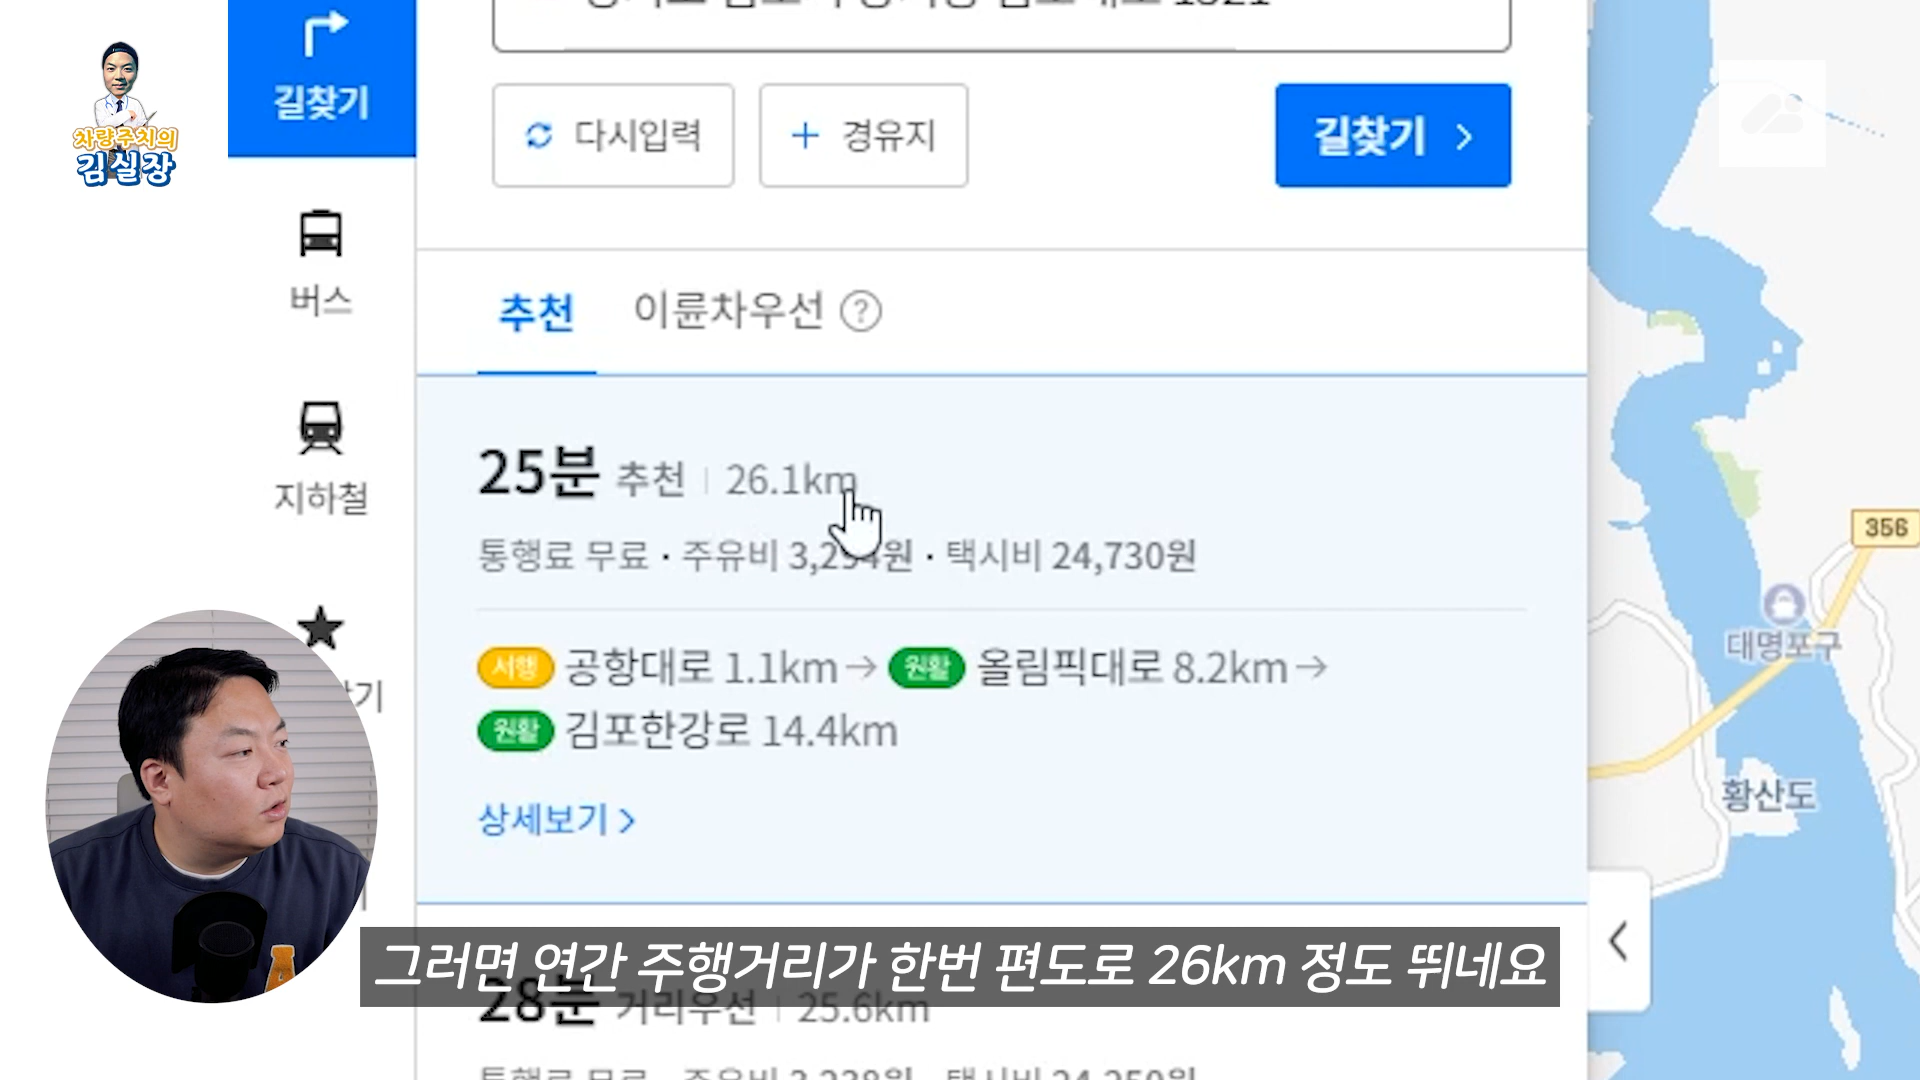 1321
길찾기
차량주치의
김실장
다시입력
경유지
길찾기
버스
추천 이륜차우선 ?
지하철
25분 추천 26.1km
통행료 무료 · 주유비 3,294원 · 택시비 24,730원
서행 공항대로 1.1km → 원활 올림픽대로 8.2km →
원활 김포한강로 14.4km
상세보기
356
대명포구
황산도
그러면 연간 주행거리가 한번 편도로 26km 정도 뛰네요
28분 거리우선 25.6km